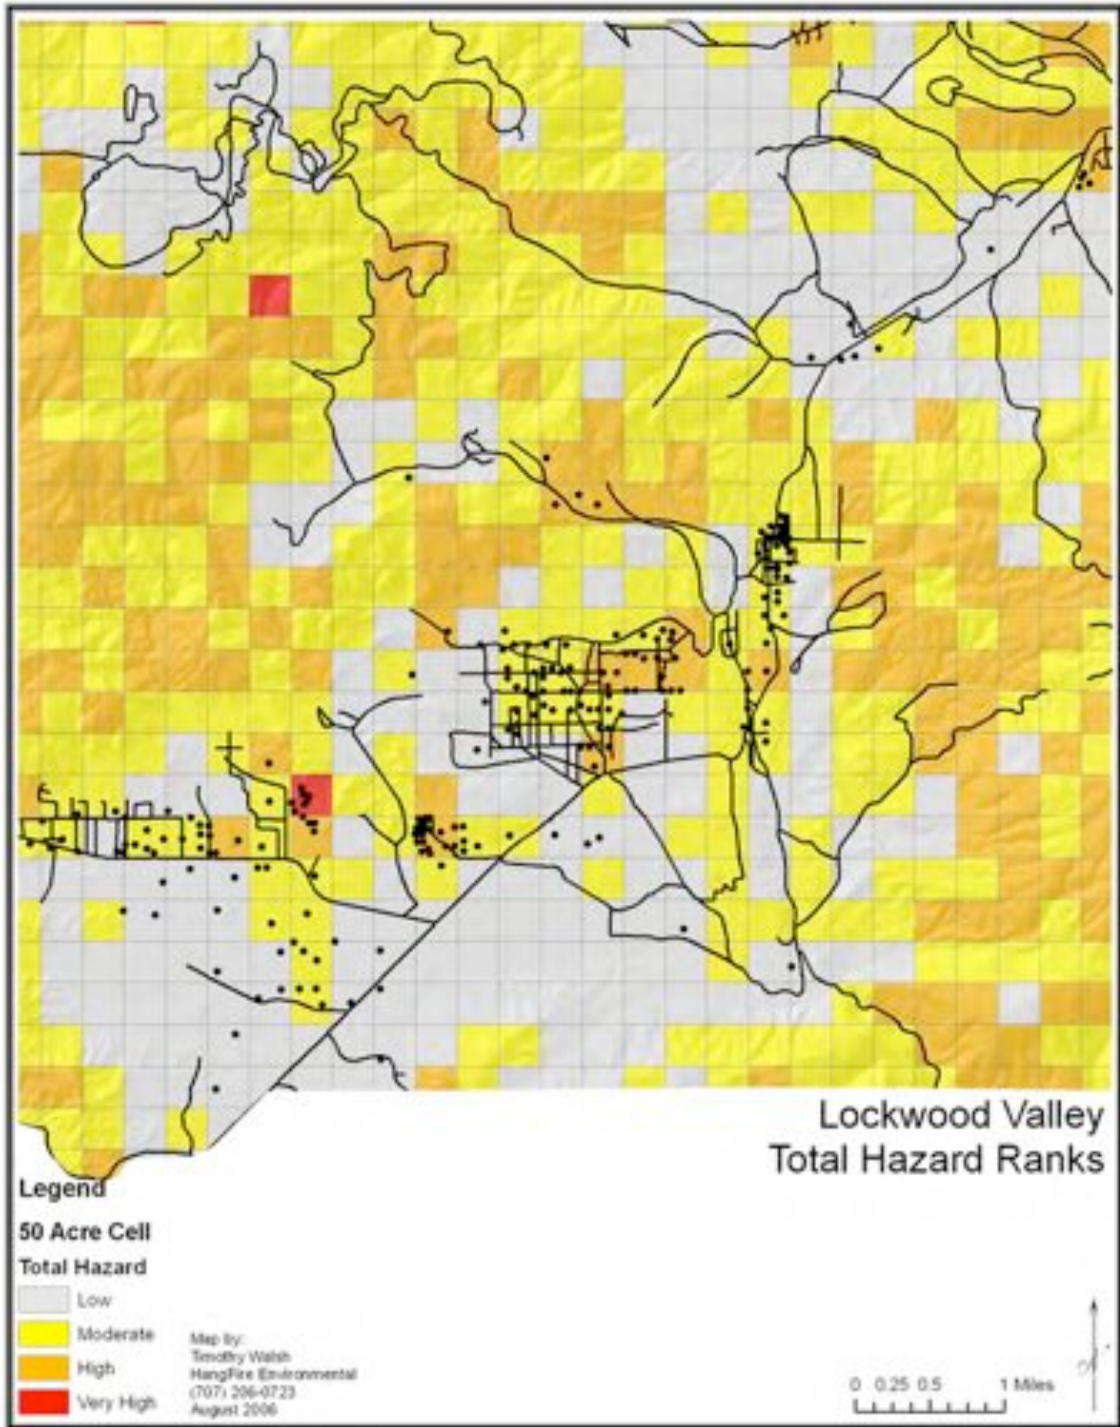 Lockwood Valley
Total Hazard Ranks
Legend
50 Acre Cell
Total Hazard
Low
Moderate
High
Very High
Map by:
Timothy Walsh
HangFire Environmental
(707) 206-0723
August 2006
0 0.25 0.5 1 Miles